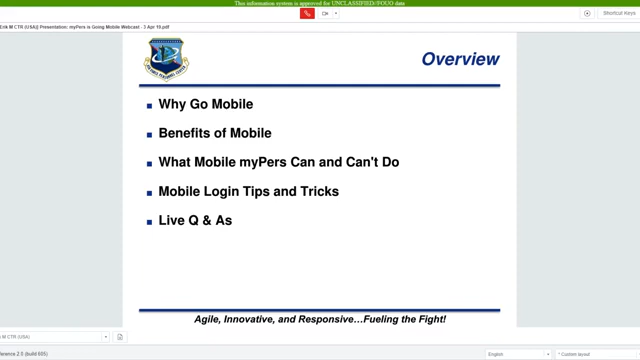 This information system is approved for UNCLASSIFIED//FOUO data
Shortcut Keys
Erik M CTR (USA)] Presentation: myPers is Going Mobile Webcast - 3 Apr 19.pdf
Overview
Why Go Mobile
Benefits of Mobile
What Mobile myPers Can and Can't Do
Mobile Login Tips and Tricks
Live Q & As
Agile, Innovative, and Responsive…Fueling the Fight!
M CTR (USA)
2.0 (build 605)
English
* Custom layout